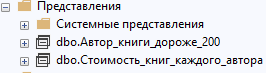 Представления
Системные представления
dbo.Автор_книги_дороже_200
dbo.Стоимость_книг_каждого_автора